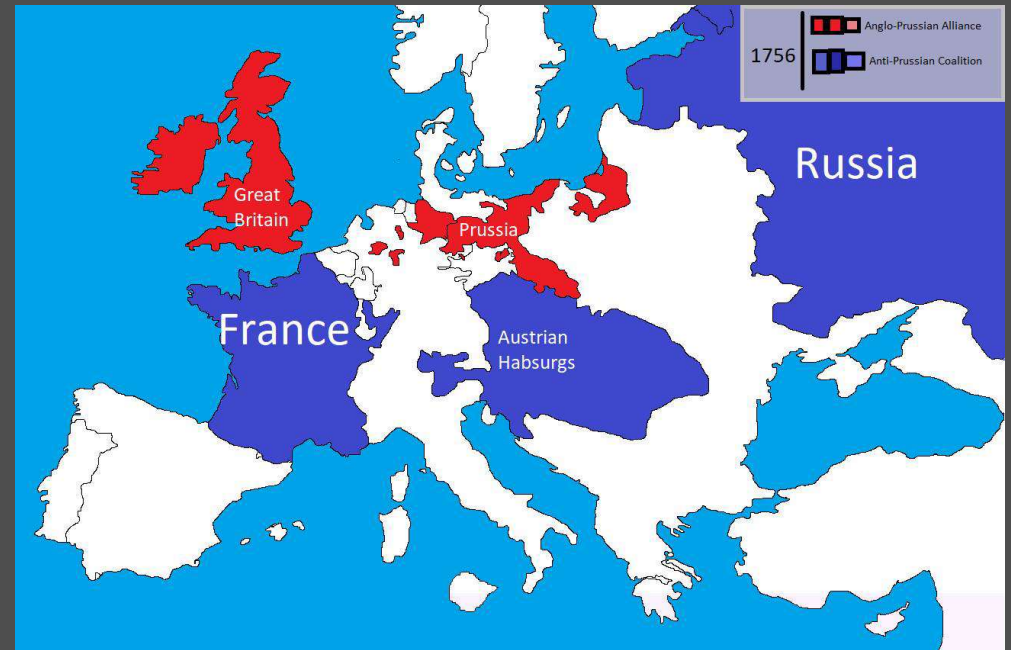 1756
Anglo-Prussian Alliance
Anti-Prussian Coalition
Russia
Great
Britain
Prussia
France
Austrian
Habsurgs